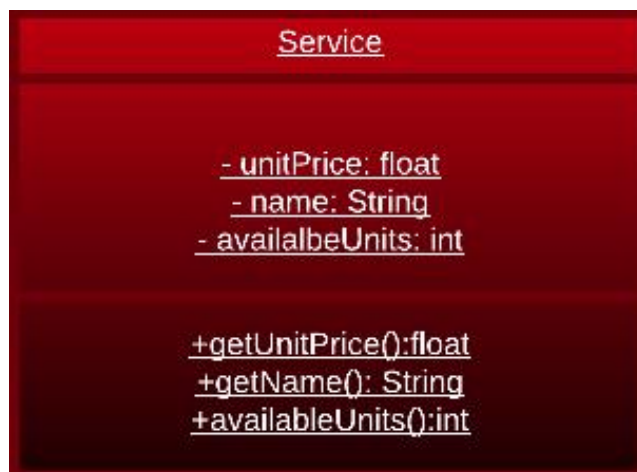 Service
- unitPrice: float
- name: String
- availalbeUnits: int
+getUnitPrice():float
+getName(): String
+availableUnits():int